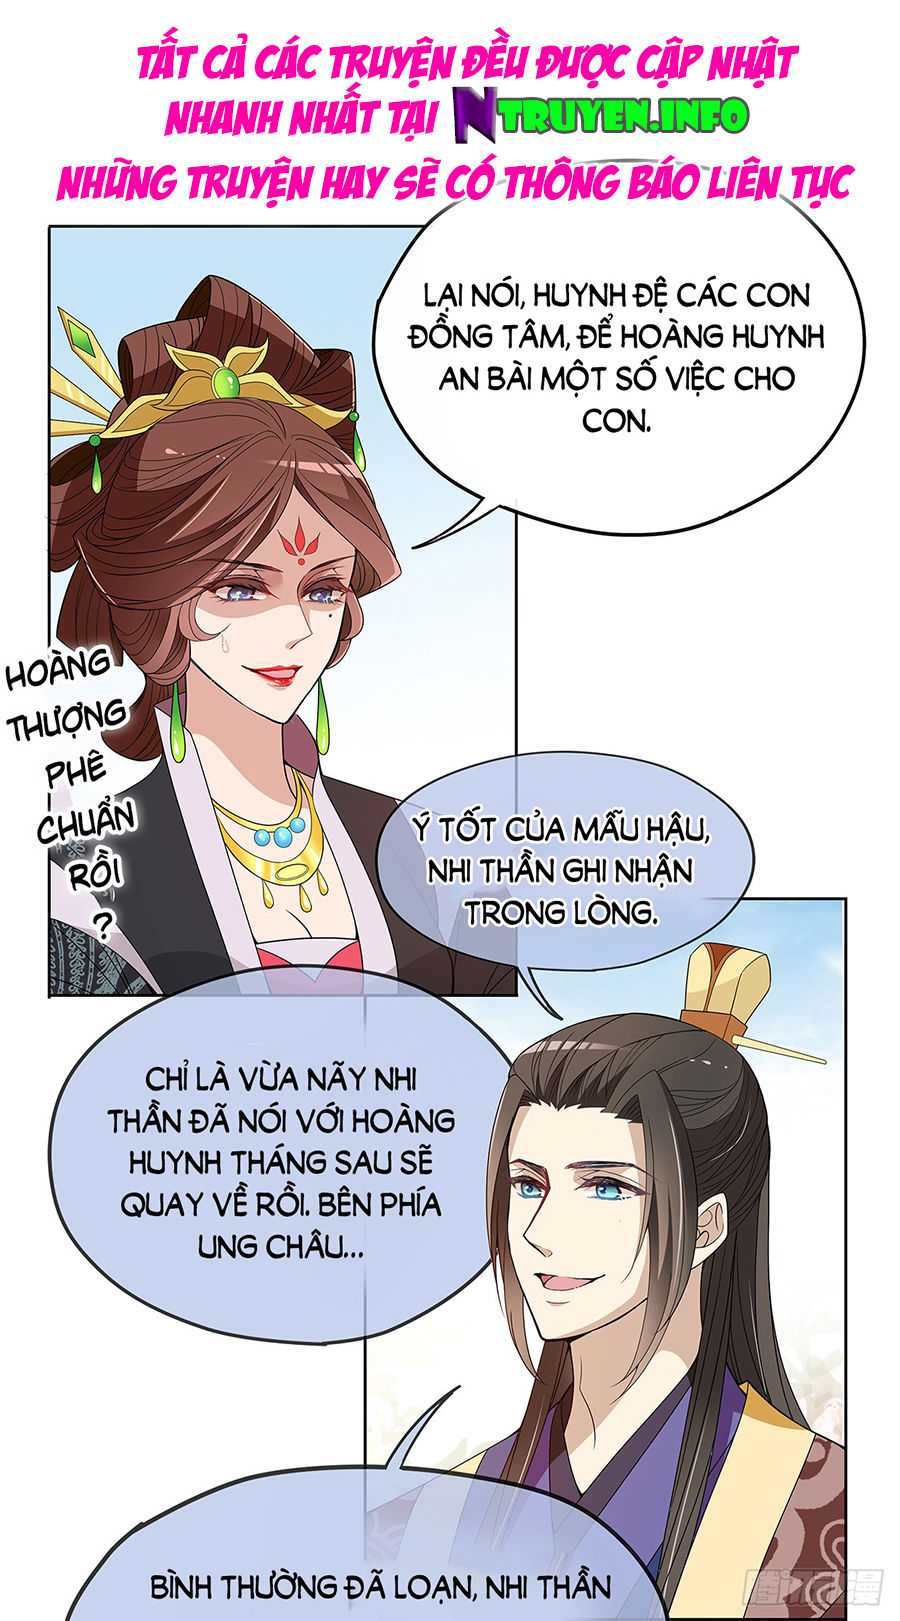 TẤT CẢ CÁC TRUYỆN ĐỀU ĐƯỢC CẬP NHẬT
NHANH NHẤT TẠI NTRUYEN.INFO
NHỮNG TRUYỆN HAY SẼ CÓ THÔNG BÁO LIÊN TỤC
LẠI NÓI, HUYNH ĐỆ CÁC CON
ĐỒNG TÂM, ĐỂ HOÀNG HUYNH
AN BÀI MỘT SỐ VIỆC CHO
CON.
HOÀNG
THƯỢNG
PHÊ
CHUẨN
RỒI
?
Ý TỐT CỦA MẪU HẬU,
NHI THẦN GHI NHẬN
TRONG LÒNG.
CHỈ LÀ VỪA NÃY NHI
THẦN ĐÃ NÓI VỚI HOÀNG
HUYNH THÁNG SAU SẼ
QUAY VỀ RỒI. BÊN PHÍA
UNG CHÂU...
BÌNH THƯỜNG ĐÃ LOẠN, NHI THẦN